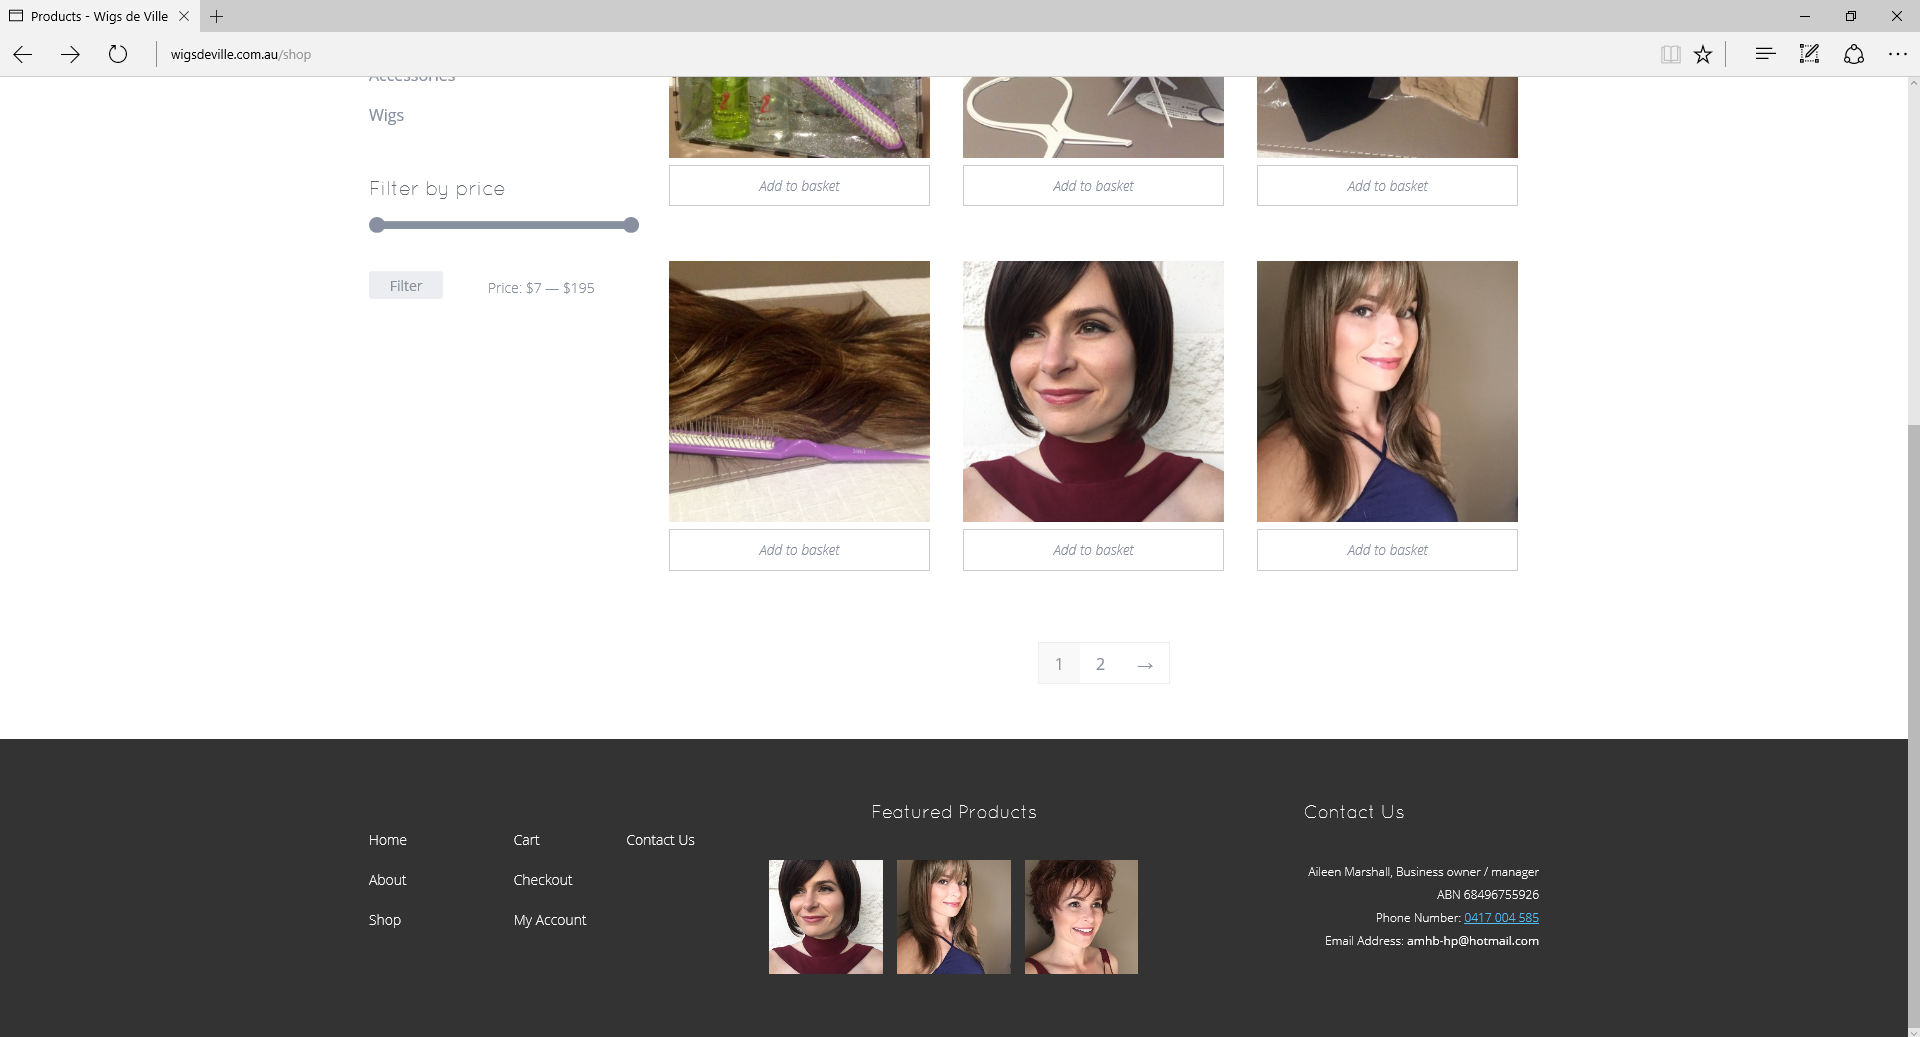 Products - Wigs de Ville
wigsdeville.com.au/shop
Accessories
Wigs
Filter by price
Filter
Price: $7 — $195
Add to basket
Add to basket
Add to basket
Add to basket
Add to basket
Add to basket
1 2 →
Home
About
Shop
Cart
Checkout
My Account
Contact Us
Featured Products
Contact Us
Aileen Marshall, Business owner / manager
ABN 68496755926
Phone Number: 0417 004 585
Email Address: amhb-hp@hotmail.com